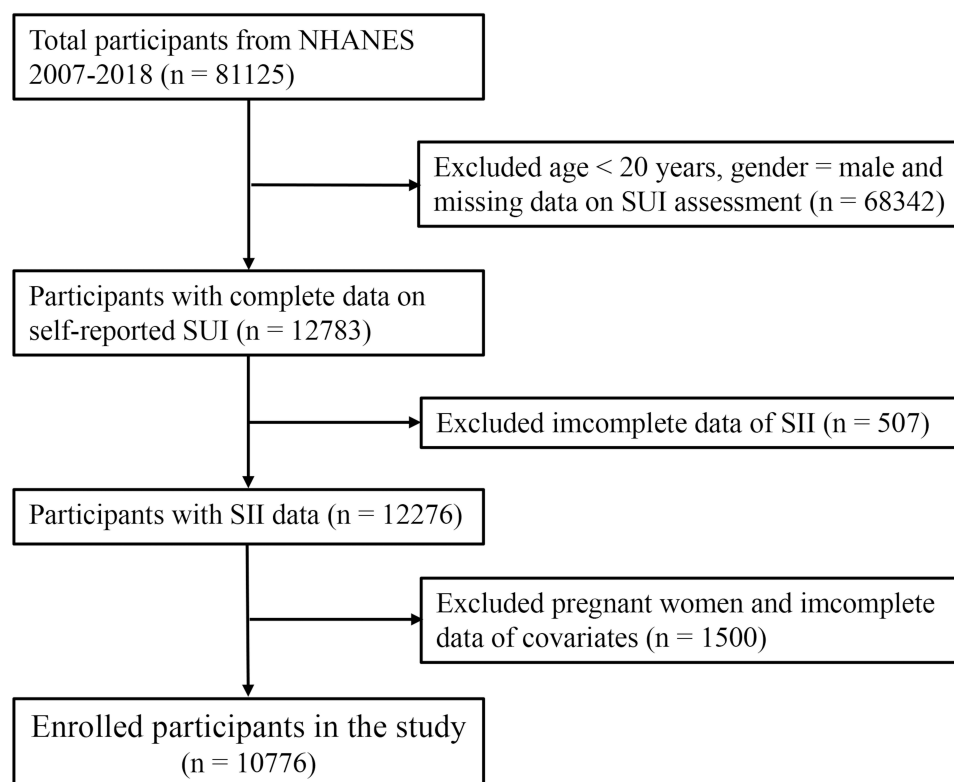 Total participants from NHANES
2007-2018 (n = 81125)
Excluded age < 20 years, gender = male and
missing data on SUI assessment (n = 68342)
Participants with complete data on
self-reported SUI (n = 12783)
Excluded imcomplete data of SII (n = 507)
Participants with SII data (n = 12276)
Excluded pregnant women and imcomplete
data of covariates (n = 1500)
Enrolled participants in the study
(n = 10776)